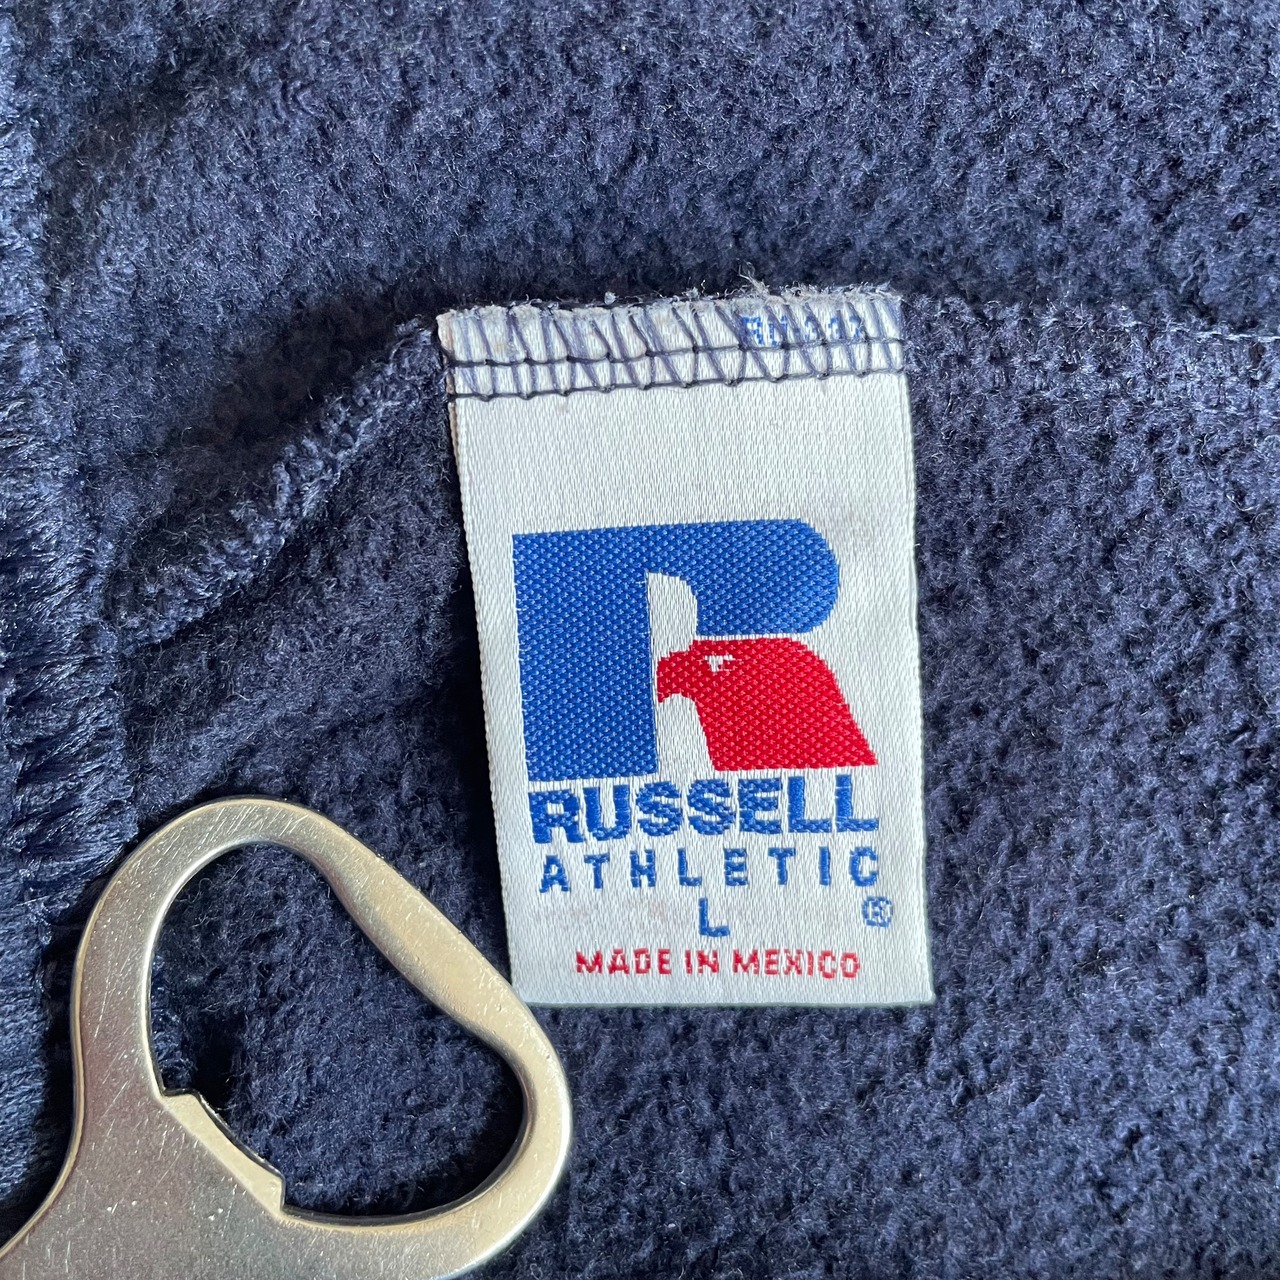 RUSSELL
ATHLETIC
L ®
MADE IN MEXICO